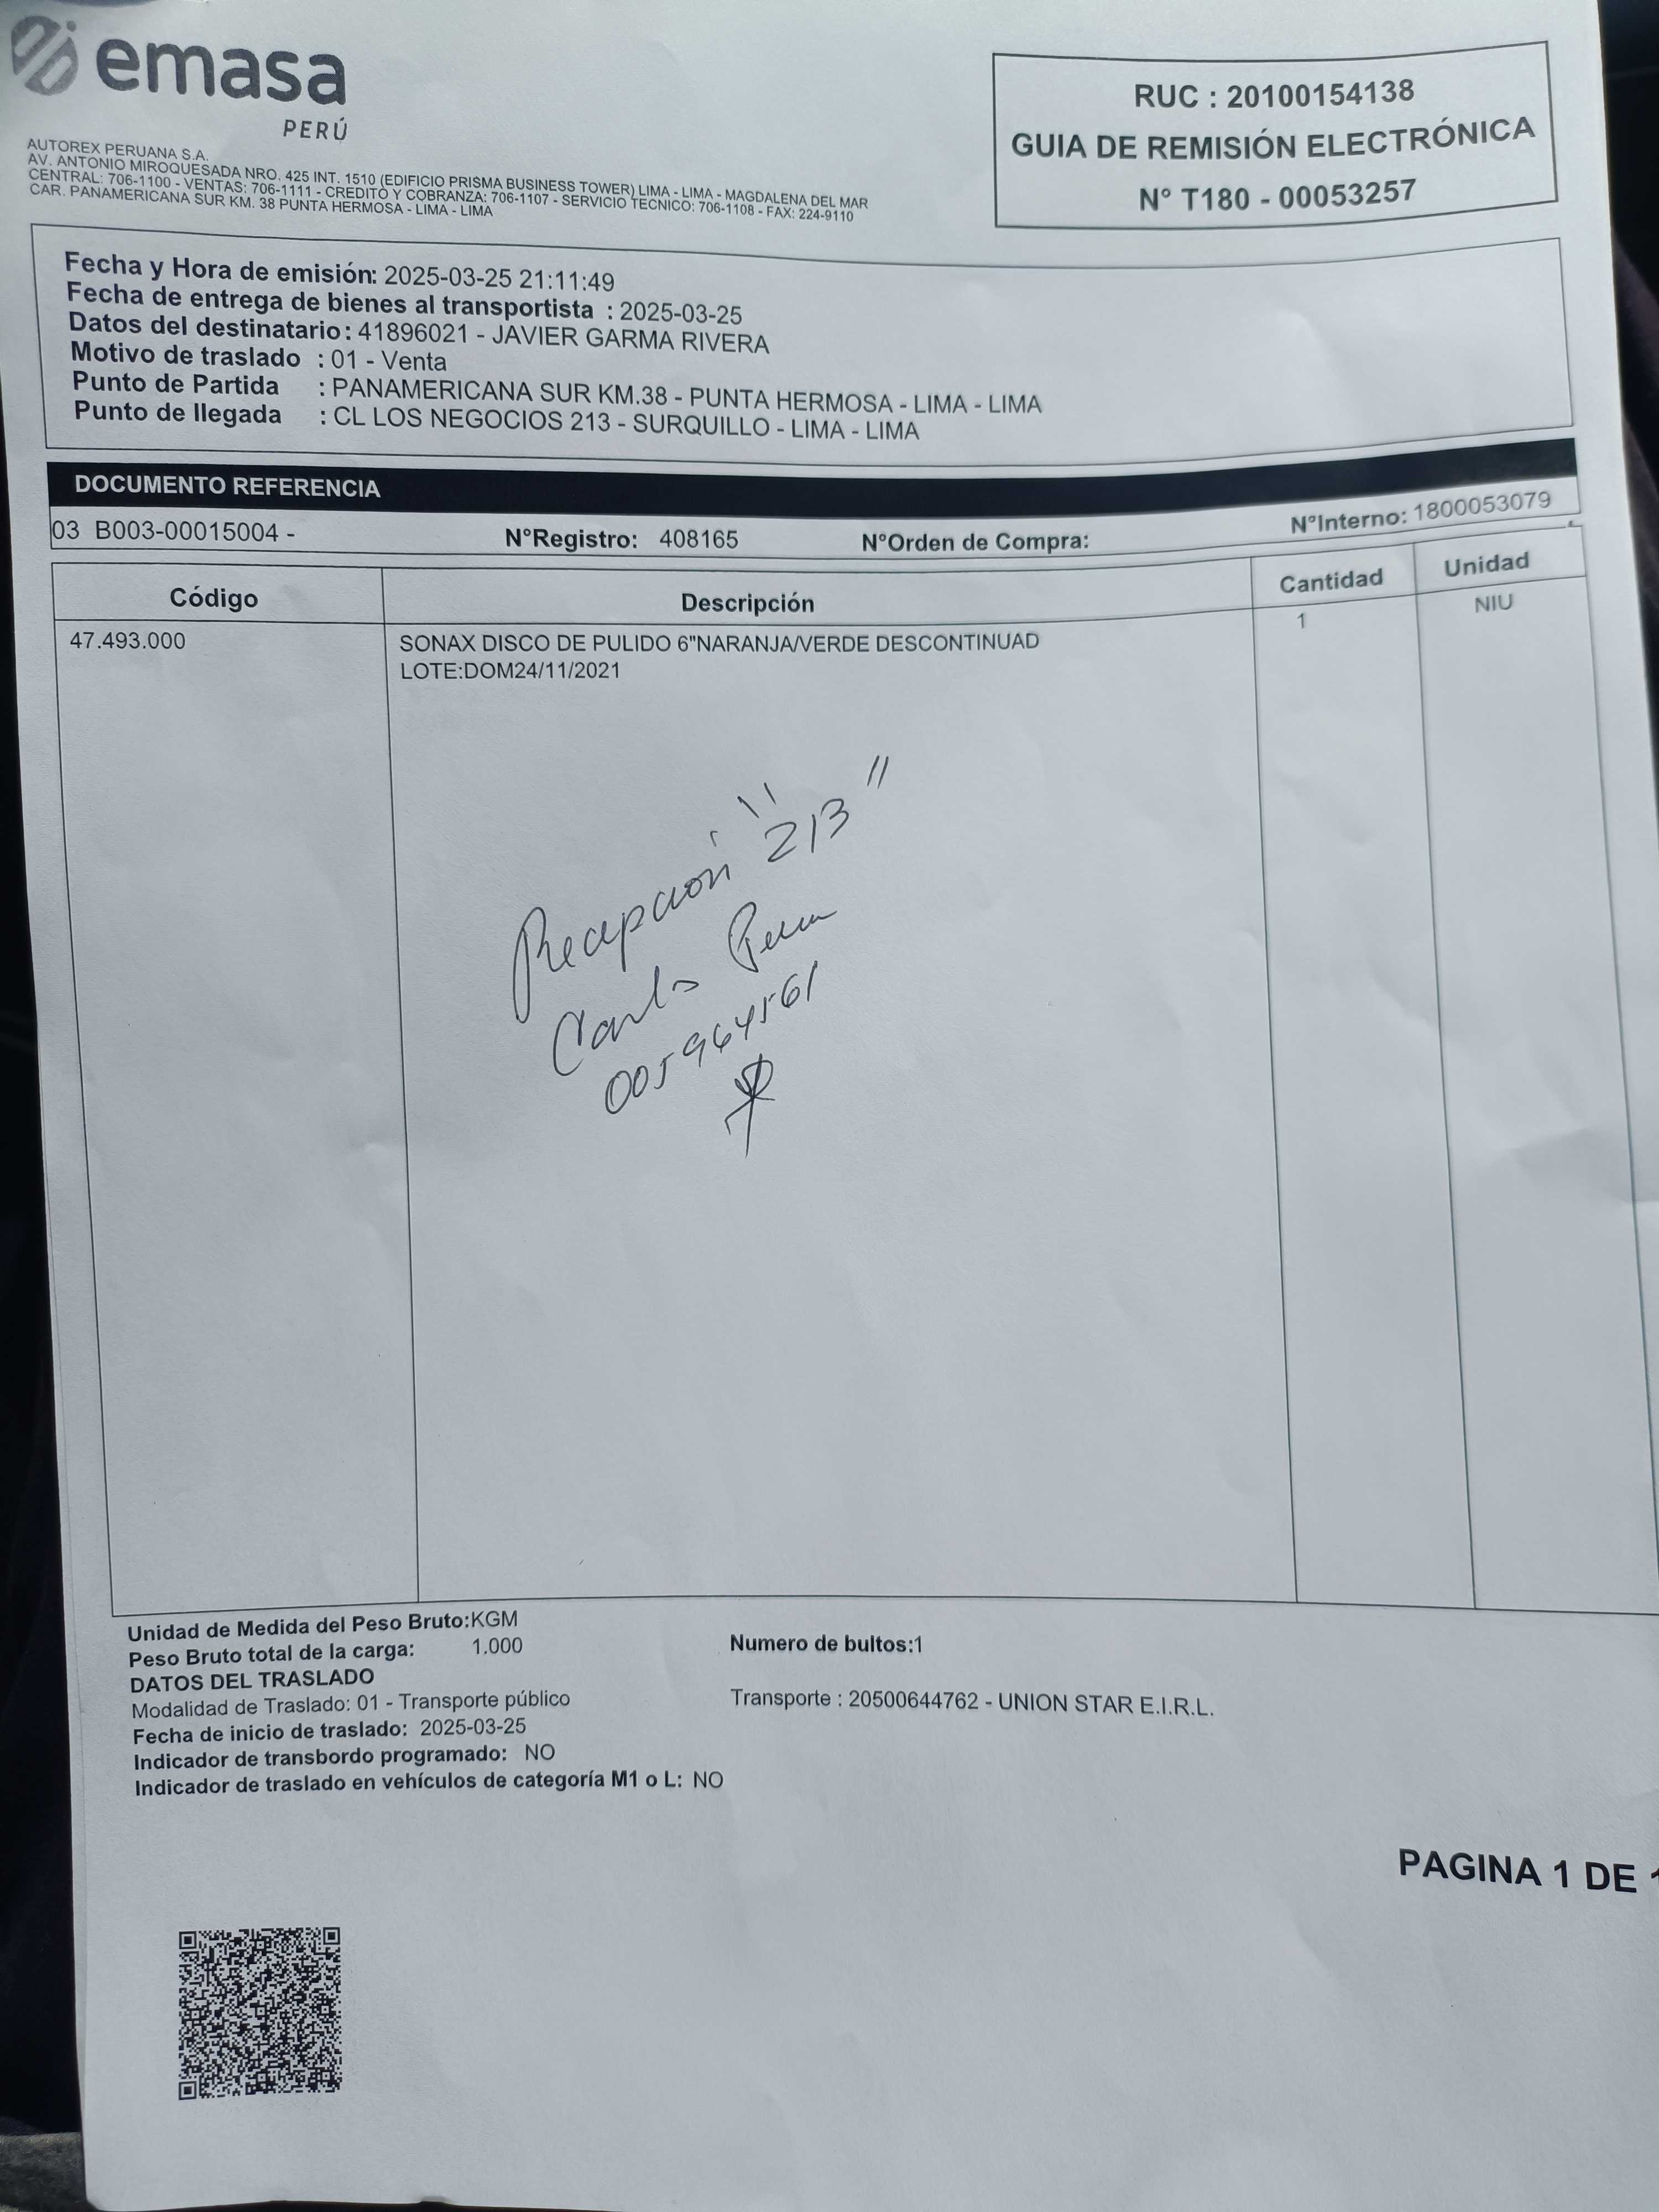 emasa
PERÚ
AUTOREX PERUANA S.A.
AV. ANTONIO MIROQUESADA NRO. 425 INT. 1510 (EDIFICIO PRISMA BUSINESS TOWER) LIMA - LIMA - MAGDALENA DEL MAR
CENTRAL: 706-1100 - VENTAS: 706-1111 - CREDITO Y COBRANZA: 706-1107 - SERVICIO TECNICO: 706-1108 - FAX: 224-9110
CAR. PANAMERICANA SUR KM. 38 PUNTA HERMOSA - LIMA - LIMA
RUC : 20100154138
GUIA DE REMISIÓN ELECTRÓNICA
N° T180 - 00053257
Fecha y Hora de emisión: 2025-03-25 21:11:49
Fecha de entrega de bienes al transportista : 2025-03-25
Datos del destinatario: 41896021 - JAVIER GARMA RIVERA
Motivo de traslado : 01 - Venta
Punto de Partida : PANAMERICANA SUR KM.38 - PUNTA HERMOSA - LIMA - LIMA
Punto de llegada : CL LOS NEGOCIOS 213 - SURQUILLO - LIMA - LIMA
DOCUMENTO REFERENCIA
03 B003-00015004 - N°Registro: 408165 N°Orden de Compra: N°Interno: 1800053079
Código Descripción Cantidad Unidad
47.493.000 SONAX DISCO DE PULIDO 6"NARANJA/VERDE DESCONTINUAD 1 NIU
LOTE:DOM24/11/2021
Recepción "213"
Carlos
005964561
Unidad de Medida del Peso Bruto:KGM
Peso Bruto total de la carga: 1.000 Numero de bultos:1
DATOS DEL TRASLADO
Modalidad de Traslado: 01 - Transporte público Transporte : 20500644762 - UNION STAR E.I.R.L.
Fecha de inicio de traslado: 2025-03-25
Indicador de transbordo programado: NO
Indicador de traslado en vehículos de categoría M1 o L: NO
PAGINA 1 DE 1